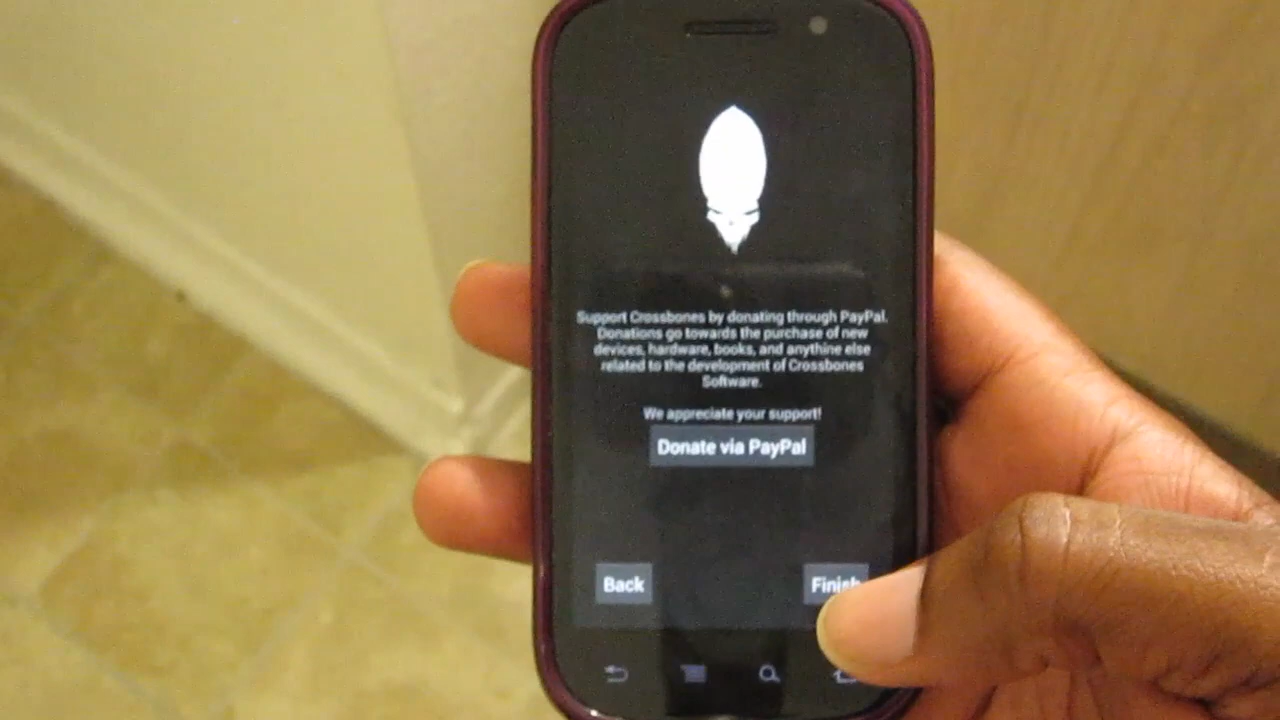 Support Crossbones by donating through PayPal.
Donations go towards the purchase of new
devices, hardware, books, and anythine else
related to the development of Crossbones
Software.
We appreciate your support!
Donate via PayPal
Back
Finish